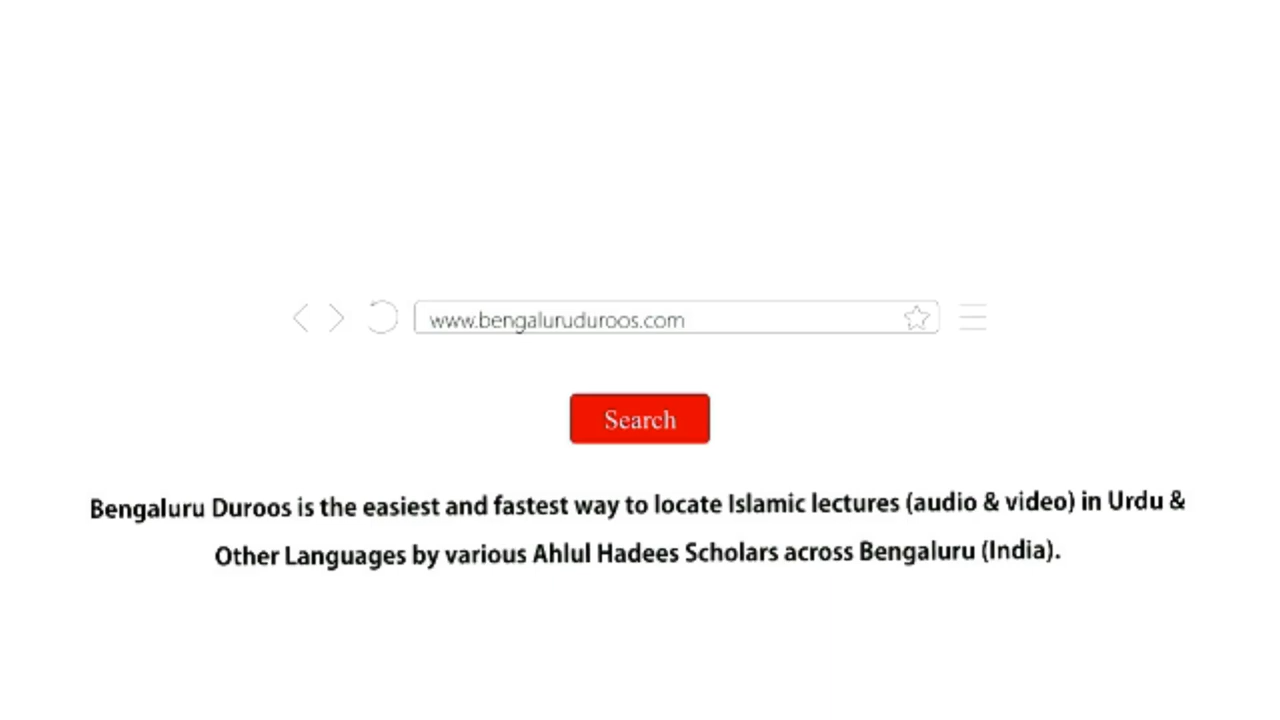 www.bengaluruduroos.com
Search
Bengaluru Duroos is the easiest and fastest way to locate Islamic lectures (audio & video) in Urdu &
Other Languages by various Ahlul Hadees Scholars across Bengaluru (India).